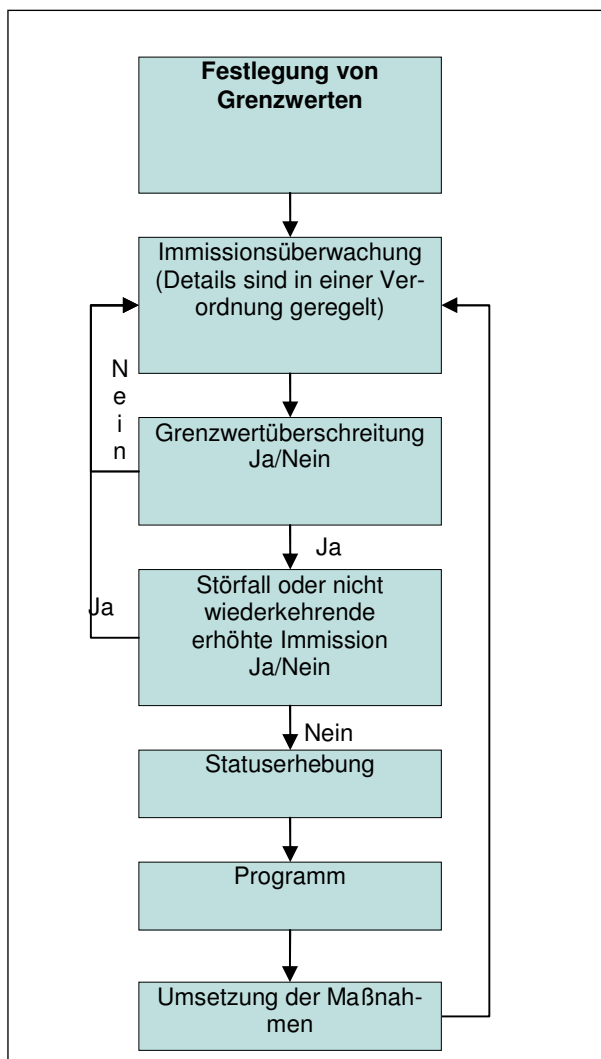 Festlegung von
Grenzwerten
Immissionsüberwachung
(Details sind in einer Ver-
ordnung geregelt)
N
e
i
n
Grenzwertüberschreitung
Ja/Nein
Ja
Störfall oder nicht
wiederkehrende
erhöhte Immission
Ja/Nein
Ja
Nein
Statuserhebung
Programm
Umsetzung der Maßnah-
men